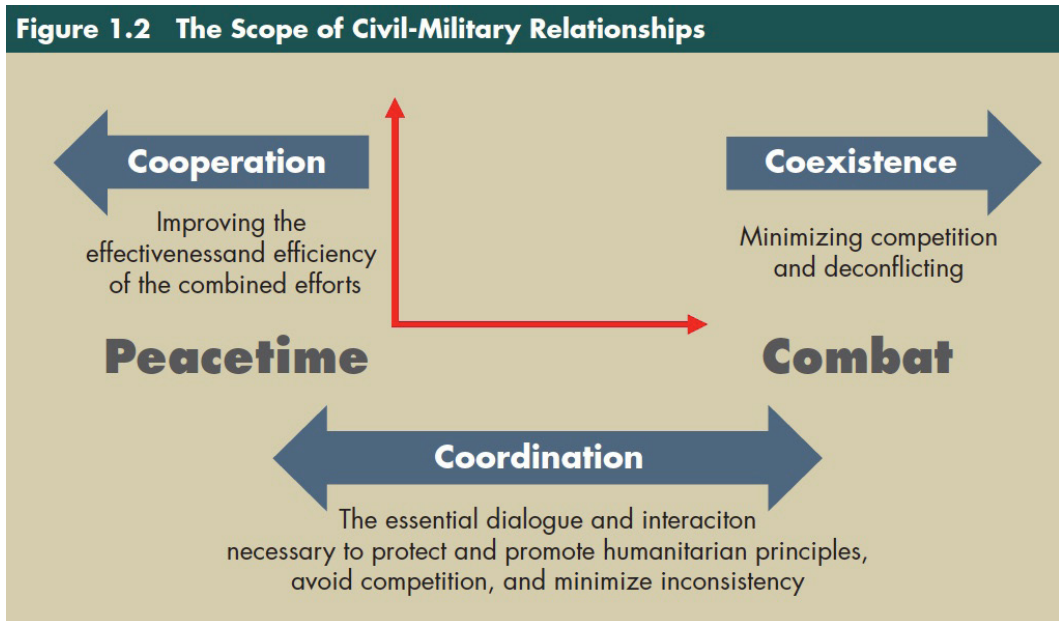 Figure 1.2 The Scope of Civil-Military Relationships
Cooperation
Improving the
effectivenessand efficiency
of the combined efforts
Coexistence
Minimizing competition
and deconflicting
Peacetime
Combat
Coordination
The essential dialogue and interaciton
necessary to protect and promote humanitarian principles,
avoid competition, and minimize inconsistency